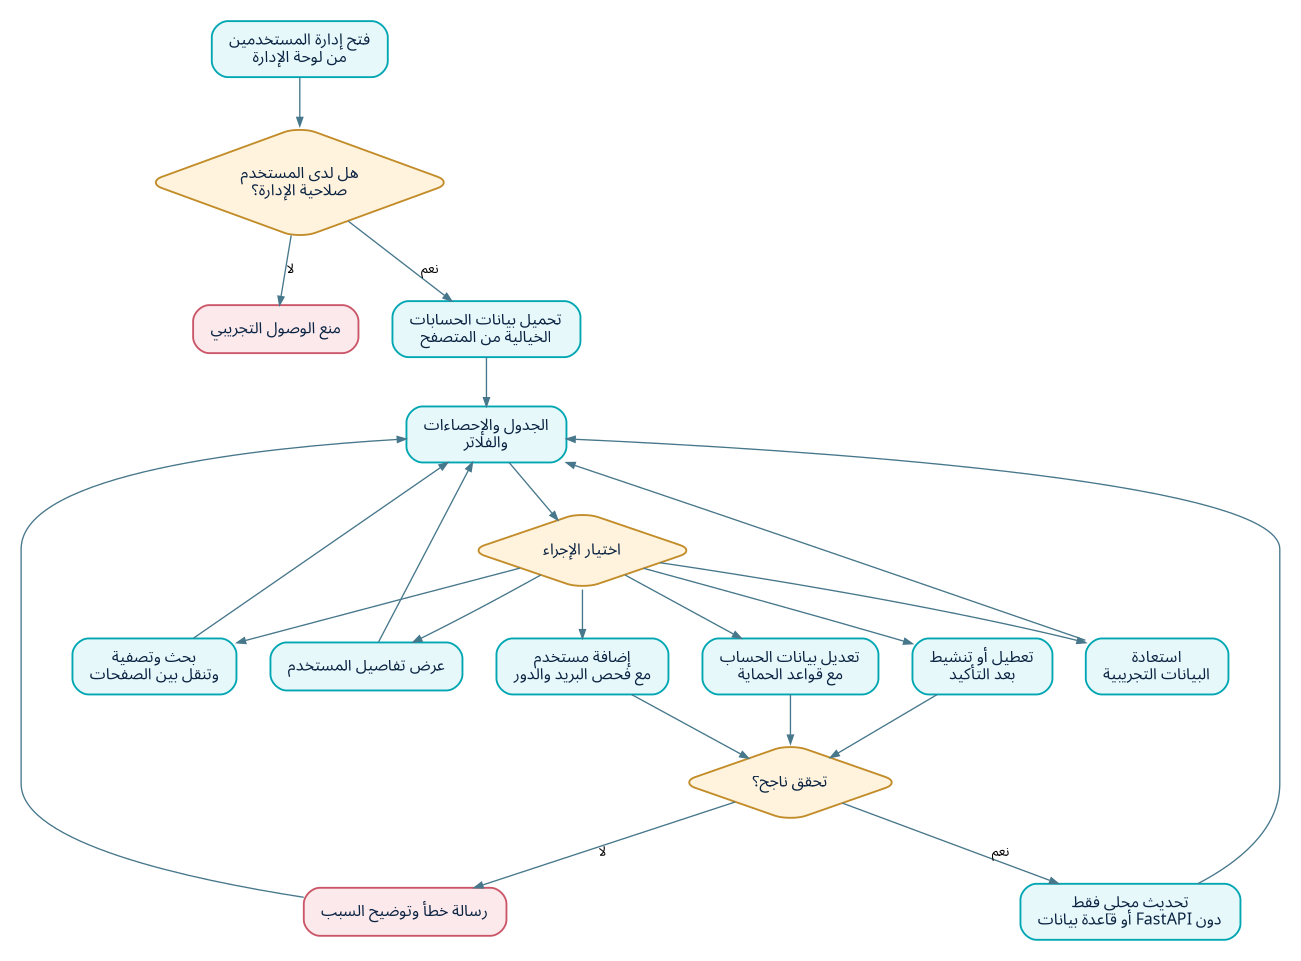 فتح إدارة المستخدمين
من لوحة الإدارة
هل لدى المستخدم
صلاحية الإدارة؟
لا
نعم
منع الوصول التجريبي
تحميل بيانات الحسابات
الخيالية من المتصفح
الجدول والإحصاءات
والفلاتر
اختيار الإجراء
استعادة
البيانات التجريبية
تعطيل أو تنشيط
بعد التأكيد
تعديل بيانات الحساب
مع قواعد الحماية
إضافة مستخدم
مع فحص البريد والدور
عرض تفاصيل المستخدم
بحث وتصفية
وتنقل بين الصفحات
تحقق ناجح؟
لا
نعم
رسالة خطأ وتوضيح السبب
تحديث محلي فقط
دون FastAPI أو قاعدة بيانات